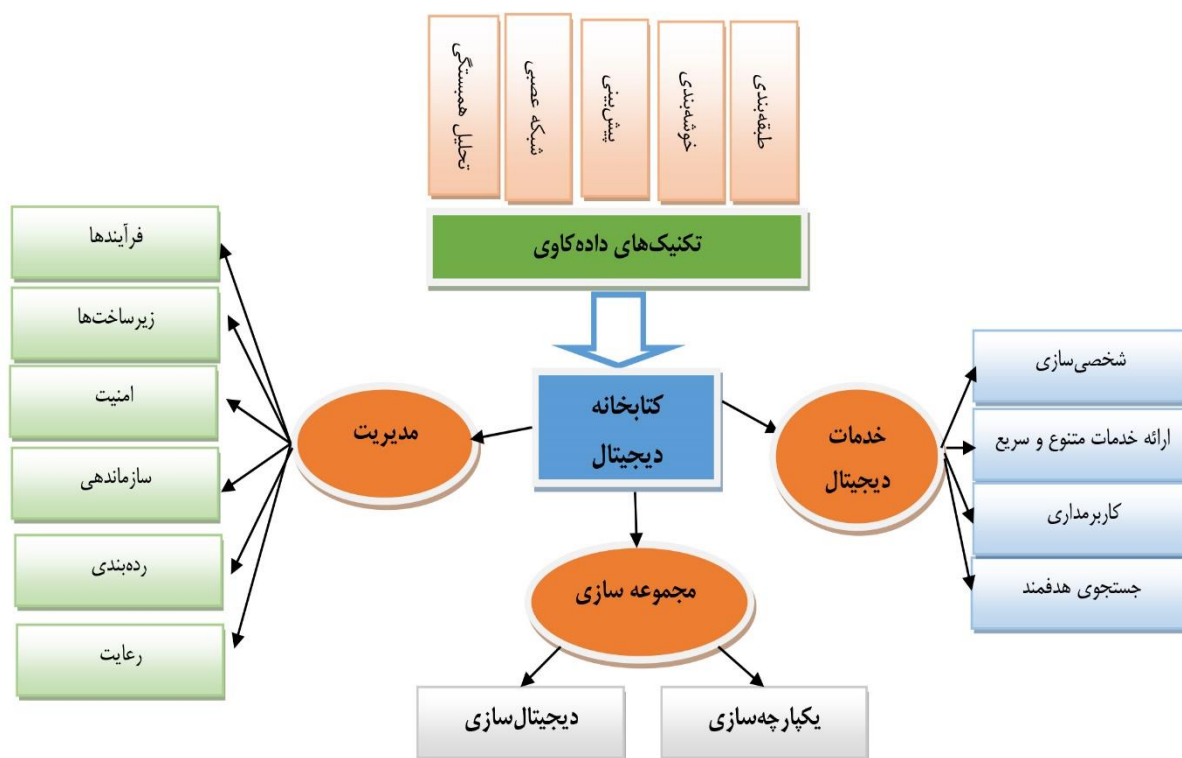 طبقه‌بندی
خوشه‌بندی
پیش‌بینی
شبکه عصبی
تحلیل همبستگی
تکنیک‌های داده‌کاوی
کتابخانه
دیجیتال
خدمات
دیجیتال
شخصی‌سازی
ارائه خدمات متنوع و سریع
کاربرمداری
جستجوی هدفمند
مجموعه سازی
یکپارچه‌سازی
دیجیتال‌سازی
مدیریت
فرآیندها
زیرساخت‌ها
امنیت
سازماندهی
رده‌بندی
رعایت